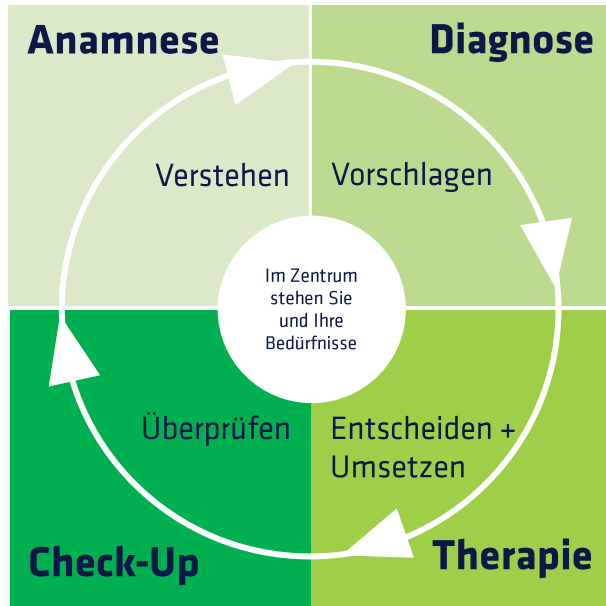 Anamnese
Diagnose
Verstehen
Vorschlagen
Im Zentrum
stehen Sie
und Ihre
Bedürfnisse
Überprüfen
Entscheiden +
Umsetzen
Check-Up
Therapie